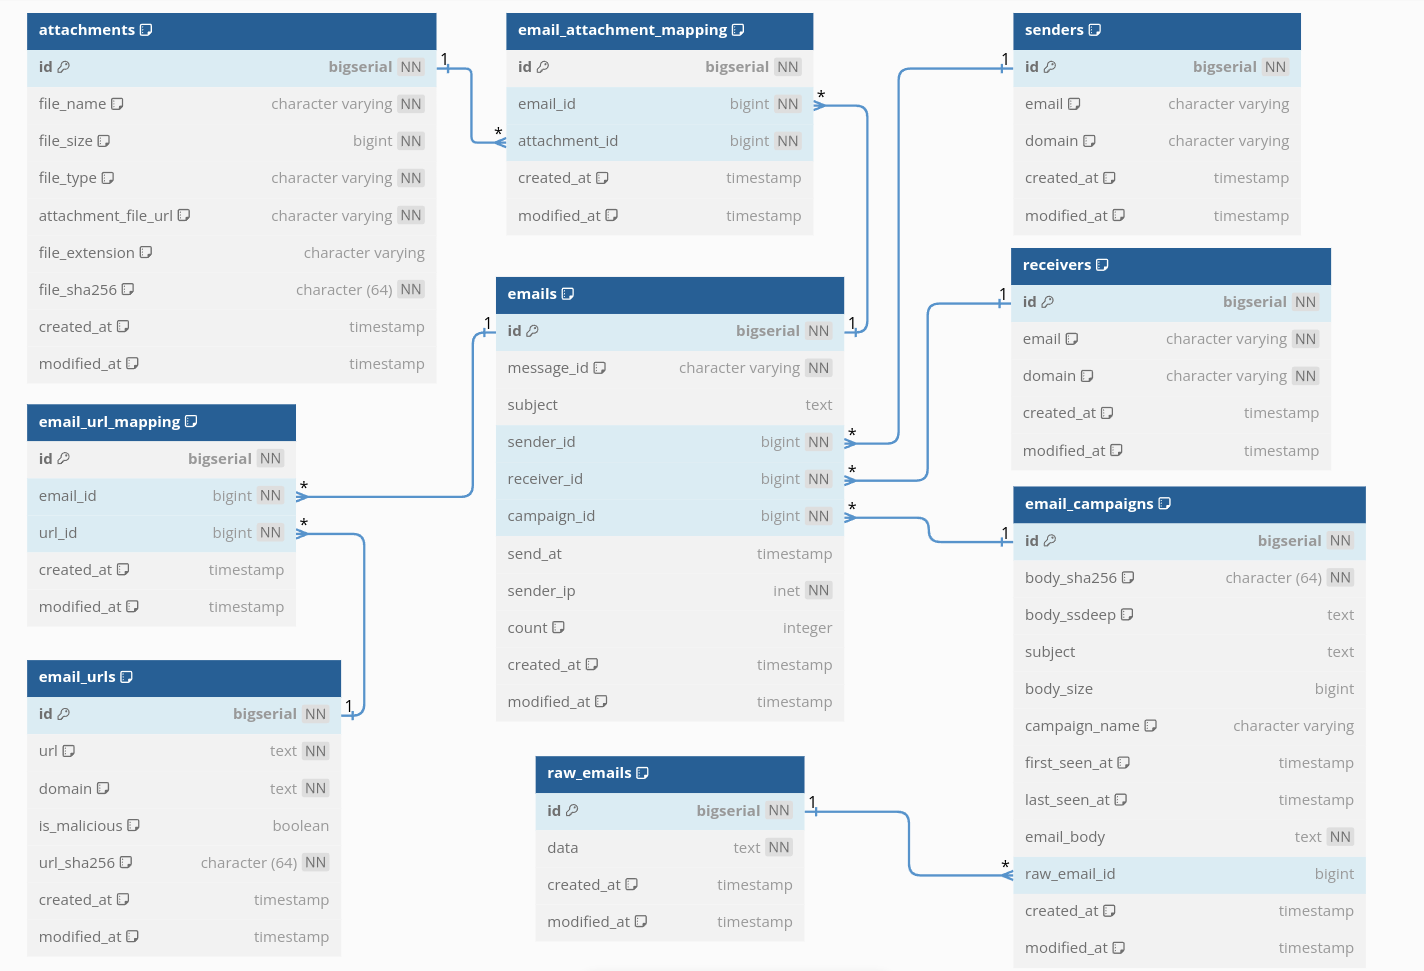 attachments
id bigserial NN
file_name character varying NN
file_size bigint NN
file_type character varying NN
attachment_file_url character varying NN
file_extension character varying
file_sha256 character (64) NN
created_at timestamp
modified_at timestamp
1
*
email_attachment_mapping
id bigserial NN
email_id bigint NN
attachment_id bigint NN
created_at timestamp
modified_at timestamp
*
1
senders
1
id bigserial NN
email character varying
domain character varying
created_at timestamp
modified_at timestamp
receivers
1
id bigserial NN
email character varying NN
domain character varying NN
created_at timestamp
modified_at timestamp
emails
1
id bigserial NN
message_id character varying NN
subject text
sender_id bigint NN
*
receiver_id bigint NN
*
campaign_id bigint NN
*
send_at timestamp
sender_ip inet NN
count integer
created_at timestamp
modified_at timestamp
email_url_mapping
id bigserial NN
email_id bigint NN
*
url_id bigint NN
*
created_at timestamp
modified_at timestamp
email_urls
id bigserial NN
1
url text NN
domain text NN
is_malicious boolean
url_sha256 character (64) NN
created_at timestamp
modified_at timestamp
raw_emails
id bigserial NN
1
data text NN
created_at timestamp
modified_at timestamp
email_campaigns
1
id bigserial NN
body_sha256 character (64) NN
body_ssdeep text
subject text
body_size bigint
campaign_name character varying
first_seen_at timestamp
last_seen_at timestamp
email_body text NN
*
raw_email_id bigint
created_at timestamp
modified_at timestamp